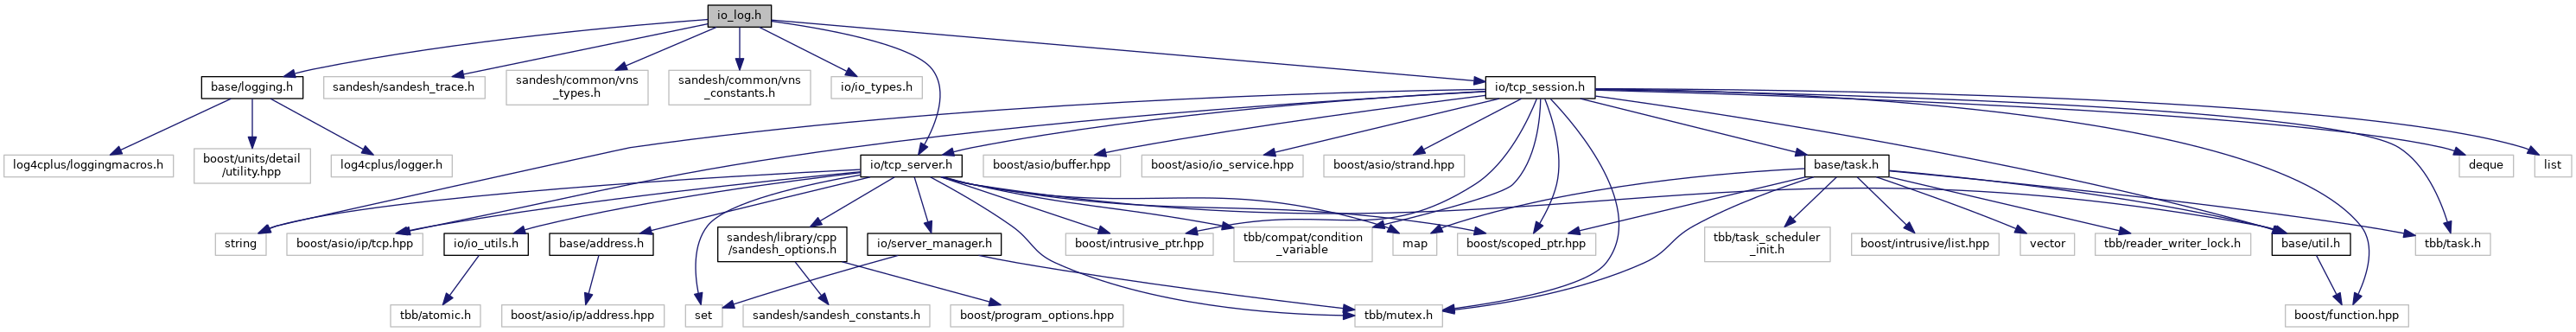 io_log.h
base/logging.h
sandesh/sandesh_trace.h
sandesh/common/vns
_types.h
sandesh/common/vns
_constants.h
io/io_types.h
io/tcp_session.h
log4cplus/loggingmacros.h
boost/units/detail
/utility.hpp
log4cplus/logger.h
io/tcp_server.h
boost/asio/buffer.hpp
boost/asio/io_service.hpp
boost/asio/strand.hpp
base/task.h
deque
list
string
boost/asio/ip/tcp.hpp
io/io_utils.h
base/address.h
sandesh/library/cpp
/sandesh_options.h
io/server_manager.h
boost/intrusive_ptr.hpp
tbb/compat/condition
_variable
map
boost/scoped_ptr.hpp
tbb/task_scheduler
_init.h
boost/intrusive/list.hpp
vector
tbb/reader_writer_lock.h
base/util.h
tbb/task.h
tbb/atomic.h
boost/asio/ip/address.hpp
set
sandesh/sandesh_constants.h
boost/program_options.hpp
tbb/mutex.h
boost/function.hpp